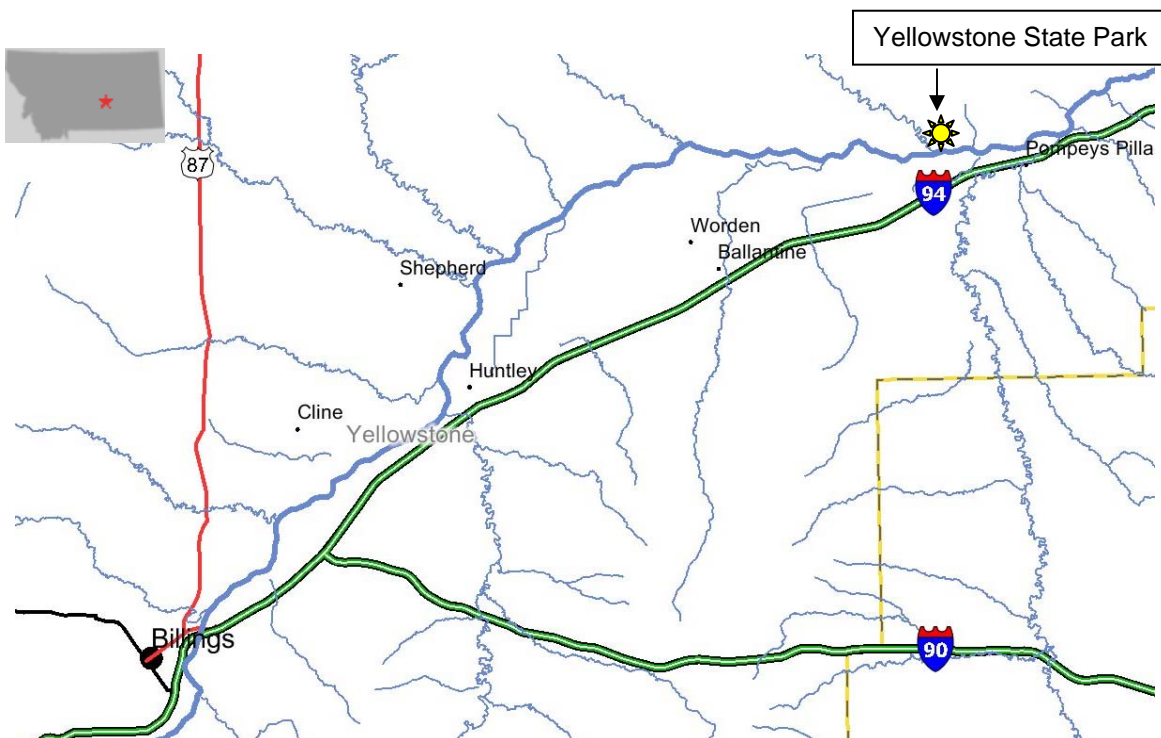 Yellowstone State Park
87
94
Pompeys Pilla
Worden
Ballantine
Shepherd
Huntley
Cline
Yellowstone
Billings
90